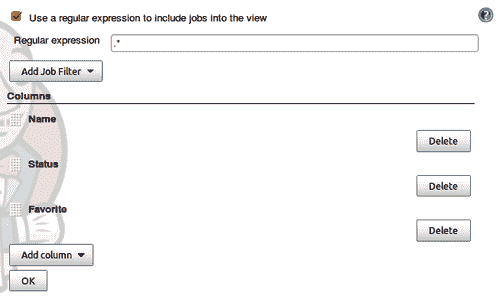 Use a regular expression to include jobs into the view
Regular expression .*
Add Job Filter
Columns
Name
Delete
Status
Delete
Favorite
Delete
Add column
OK